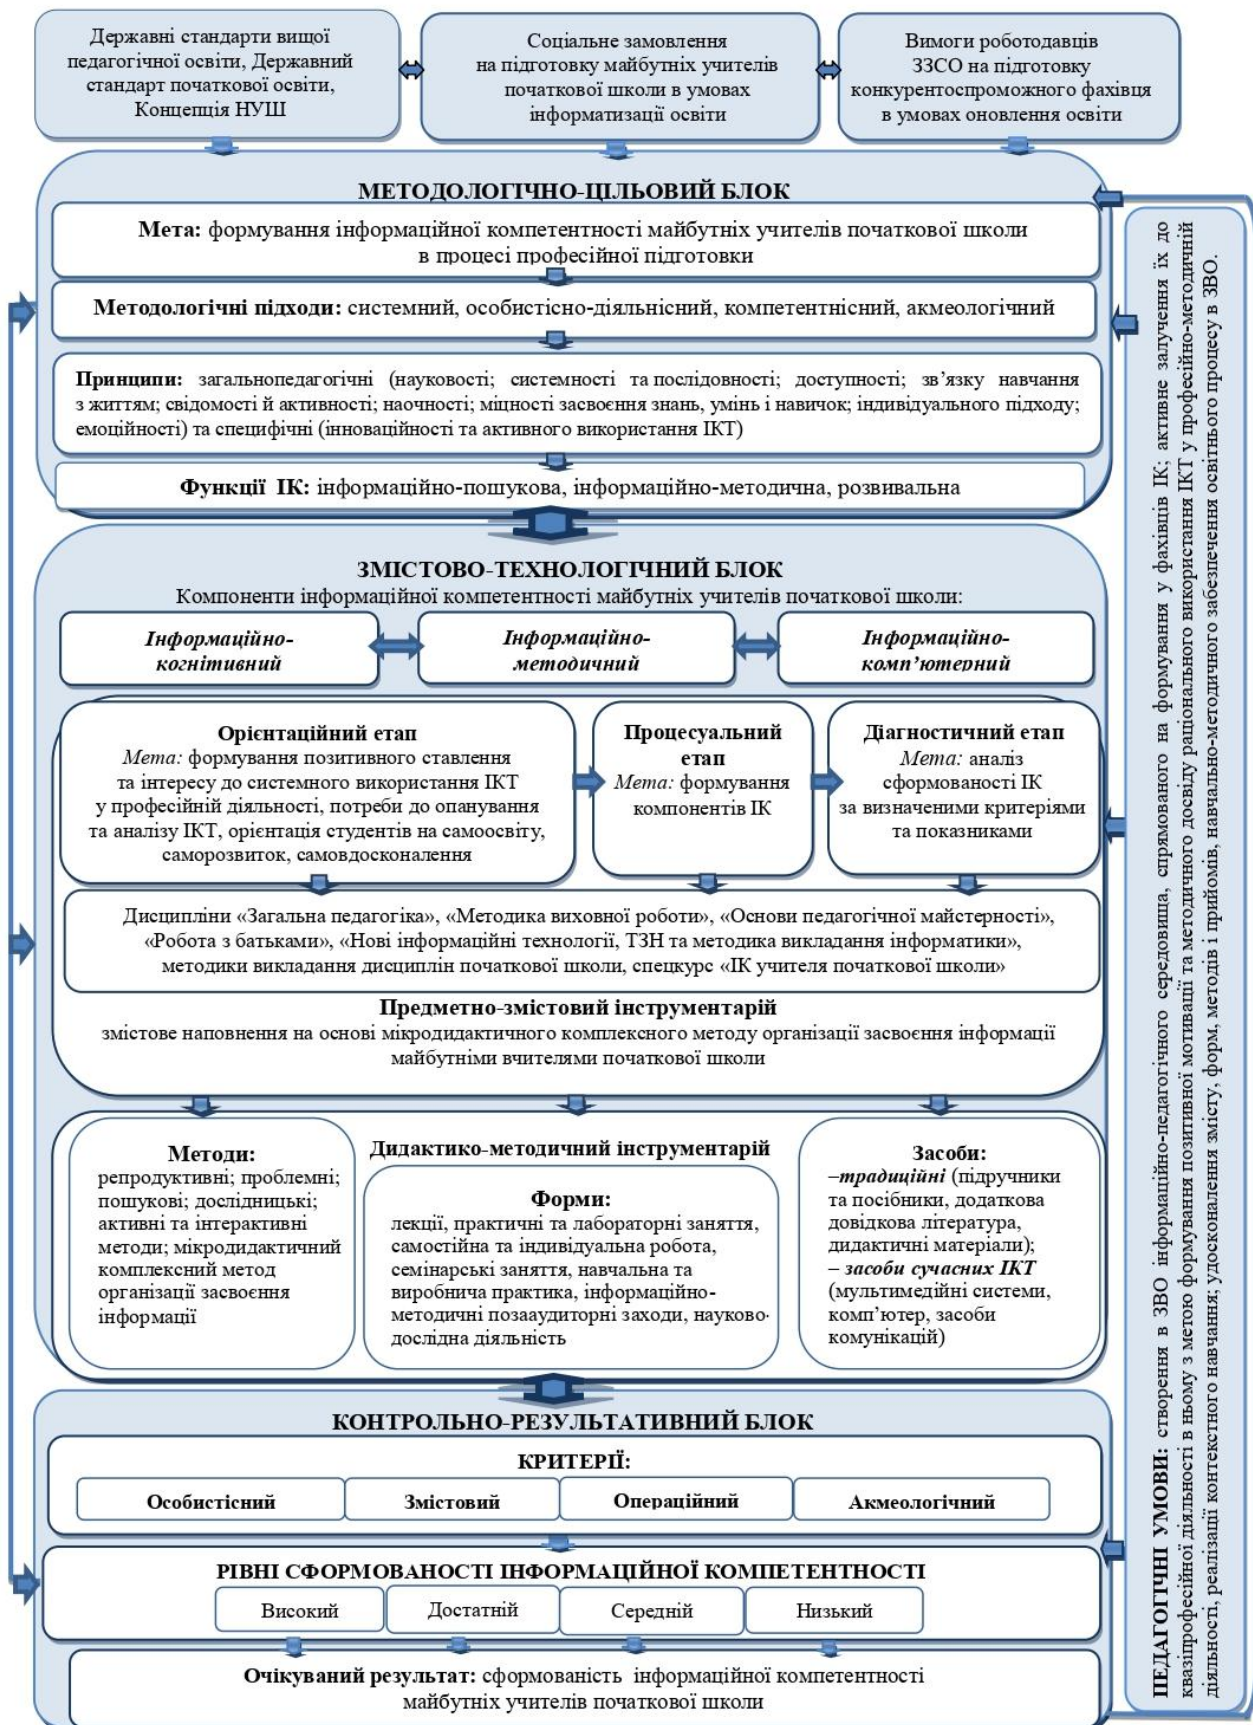 Державні стандарти вищої
педагогічної освіти, Державний
стандарт початкової освіти,
Концепція НУШ
Соціальне замовлення
на підготовку майбутніх учителів
початкової школи в умовах
інформатизації освіти
Вимоги роботодавців
ЗЗСО на підготовку
конкурентоспроможного фахівця
в умовах оновлення освіти
МЕТОДОЛОГІЧНО-ЦІЛЬОВИЙ БЛОК
Мета: формування інформаційної компетентності майбутніх учителів початкової школи
в процесі професійної підготовки
Методологічні підходи: системний, особистісно-діяльнісний, компетентнісний, акмеологічний
Принципи: загальнопедагогічні (науковості; системності та послідовності; доступності; зв’язку навчання
з життям; свідомості й активності; наочності; міцності засвоєння знань, умінь і навичок; індивідуального підходу;
емоційності) та специфічні (інноваційності та активного використання ІКТ)
Функції ІК: інформаційно-пошукова, інформаційно-методична, розвивальна
ЗМІСТОВО-ТЕХНОЛОГІЧНИЙ БЛОК
Компоненти інформаційної компетентності майбутніх учителів початкової школи:
Інформаційно-
когнітивний
Інформаційно-
методичний
Інформаційно-
комп’ютерний
Орієнтаційний етап
Мета: формування позитивного ставлення
та інтересу до системного використання ІКТ
у професійній діяльності, потреби до опанування
та аналізу ІКТ, орієнтація студентів на самоосвіту,
саморозвиток, самовдосконалення
Процесуальний
етап
Мета: формування
компонентів ІК
Діагностичний етап
Мета: аналіз
сформованості ІК
за визначеними критеріями
та показниками
Дисципліни «Загальна педагогіка», «Методика виховної роботи», «Основи педагогічної майстерності»,
«Робота з батьками», «Нові інформаційні технології, ТЗН та методика викладання інформатики»,
методики викладання дисциплін початкової школи, спецкурс «ІК учителя початкової школи»
Предметно-змістовий інструментарій
змістове наповнення на основі мікродидактичного комплексного методу організації засвоєння інформації
майбутніми вчителями початкової школи
Дидактико-методичний інструментарій
Методи:
репродуктивні; проблемні;
пошукові; дослідницькі;
активні та інтерактивні
методи; мікродидактичний
комплексний метод
організації засвоєння
інформації
Форми:
лекції, практичні та лабораторні заняття,
самостійна та індивідуальна робота,
семінарські заняття, навчальна та
виробнича практика, інформаційно-
методичні позааудиторні заходи, науково-
дослідна діяльність
Засоби:
–традиційні (підручники
та посібники, додаткова
довідкова література,
дидактичні матеріали);
– засоби сучасних ІКТ
(мультимедійні системи,
комп’ютер, засоби
комунікацій)
КОНТРОЛЬНО-РЕЗУЛЬТАТИВНИЙ БЛОК
КРИТЕРІЇ:
Особистісний
Змістовий
Операційний
Акмеологічний
РІВНІ СФОРМОВАНОСТІ ІНФОРМАЦІЙНОЇ КОМПЕТЕНТНОСТІ
Високий
Достатній
Середній
Низький
Очікуваний результат: сформованість інформаційної компетентності
майбутніх учителів початкової школи
ПЕДАГОГІЧНІ УМОВИ: створення в ЗВО інформаційно-педагогічного середовища, спрямованого на формування у фахівців ІК; активне залучення їх до
квазіпрофесійної діяльності в ньому з метою формування позитивної мотивації та методичного досвіду раціонального використання ІКТ у професійно-методичній
діяльності, реалізації контекстного навчання; удосконалення змісту, форм, методів і прийомів, навчально-методичного забезпечення освітнього процесу в ЗВО.